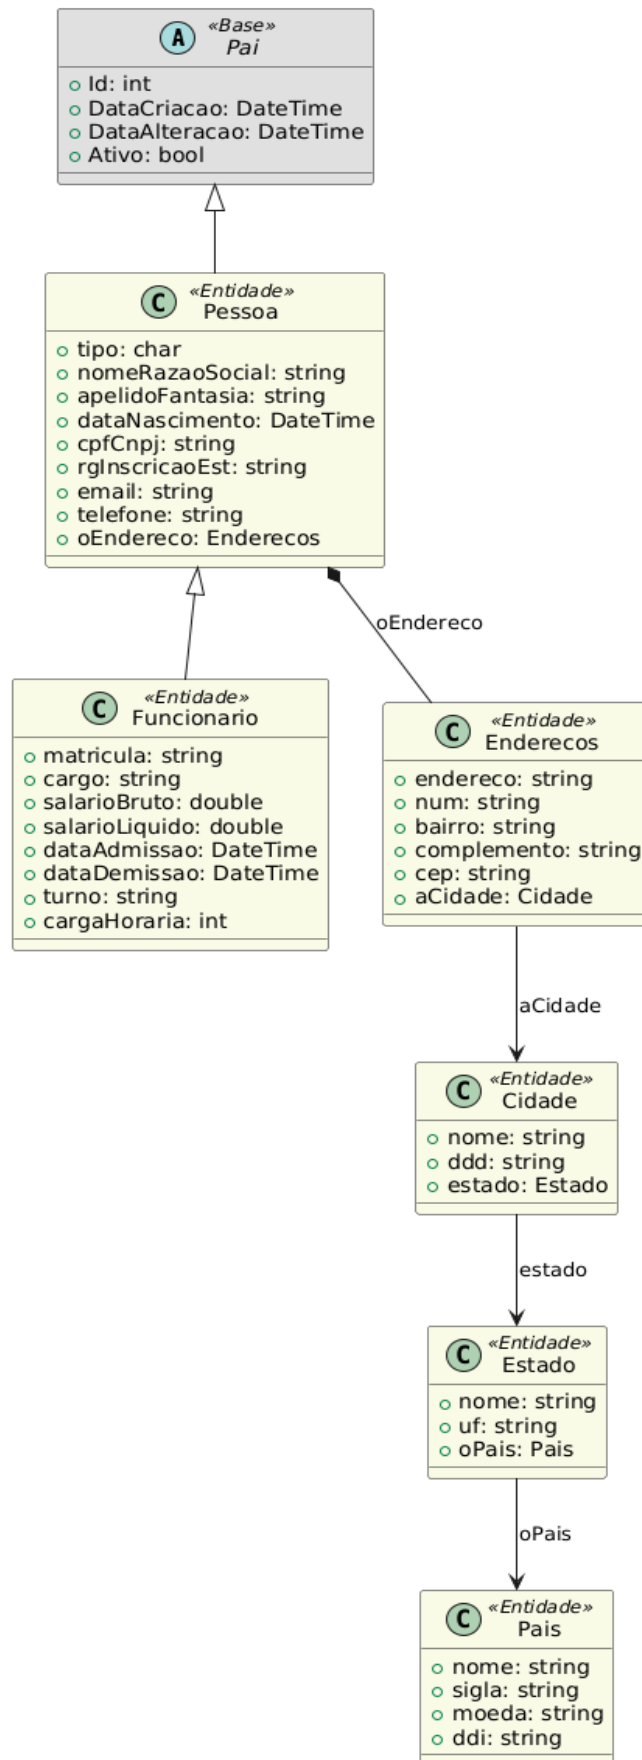 A
«Base»
Pai
Id: int
DataCriacao: DateTime
DataAlteracao: DateTime
Ativo: bool
C
«Entidade»
Pessoa
tipo: char
nomeRazaoSocial: string
apelidoFantasia: string
dataNascimento: DateTime
cpfCnpj: string
rgInscricaoEst: string
email: string
telefone: string
oEndereco: Enderecos
oEndereco
C
«Entidade»
Funcionario
matricula: string
cargo: string
salarioBruto: double
salarioLiquido: double
dataAdmissao: DateTime
dataDemissao: DateTime
turno: string
cargaHoraria: int
C
«Entidade»
Enderecos
endereco: string
num: string
bairro: string
complemento: string
cep: string
aCidade: Cidade
aCidade
C
«Entidade»
Cidade
nome: string
ddd: string
estado: Estado
estado
C
«Entidade»
Estado
nome: string
uf: string
oPais: Pais
oPais
C
«Entidade»
Pais
nome: string
sigla: string
moeda: string
ddi: string